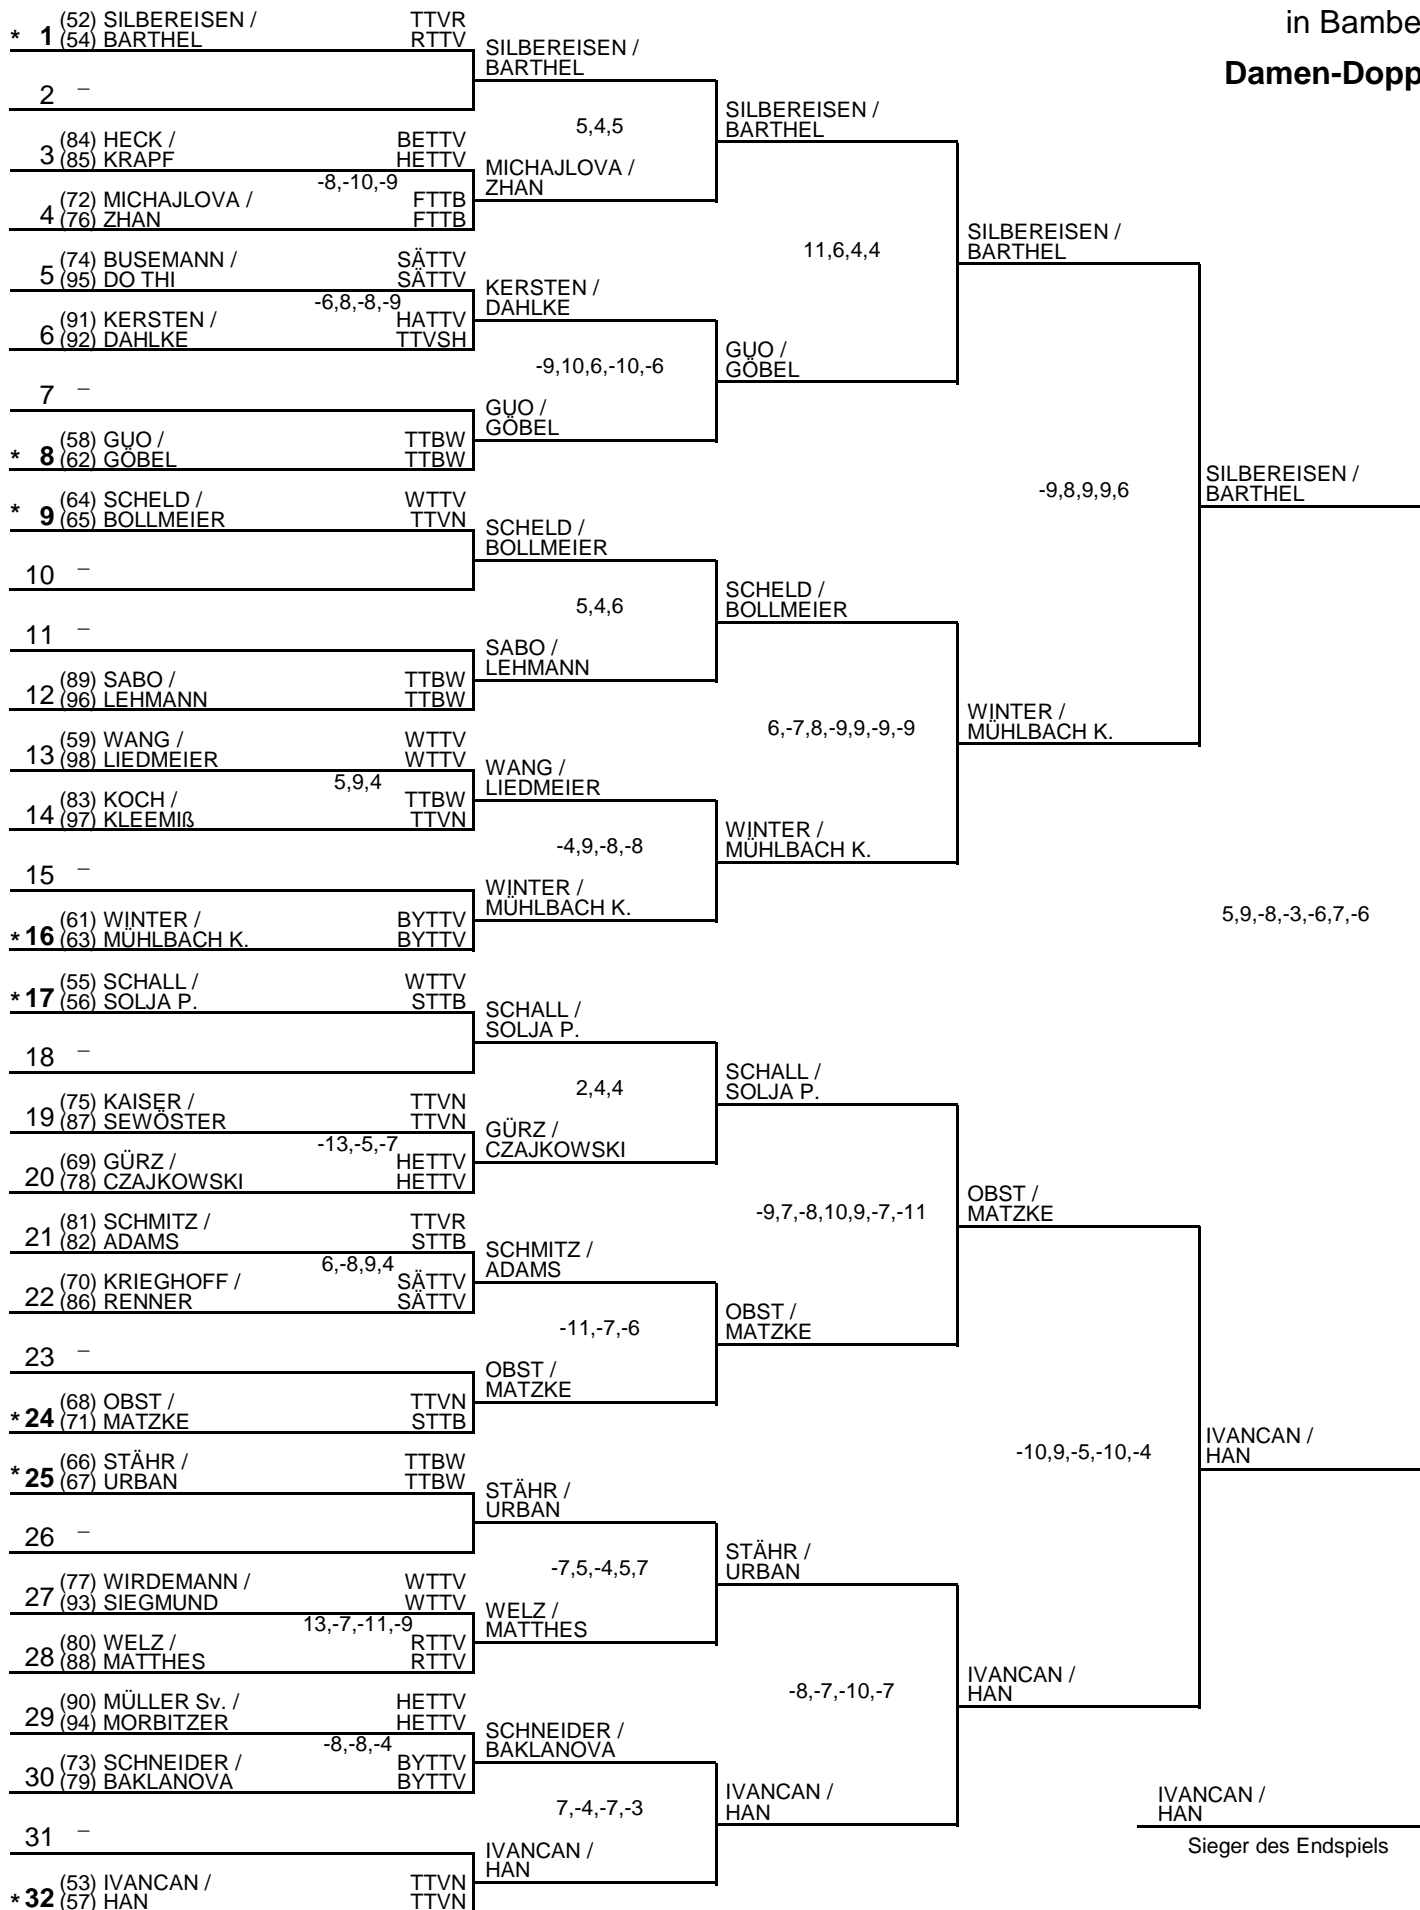 in Bambe
Damen-Dopp
(52) SILBEREISEN / TTVR
* 1 (54) BARTHEL RTTV
2 –
(84) HECK / BETTV
3 (85) KRAPF HETTV
-8,-10,-9
(72) MICHAJLOVA / FTTB
4 (76) ZHAN FTTB
(74) BUSEMANN / SÄTTV
5 (95) DO THI SÄTTV
-6,8,-8,-9
(91) KERSTEN / HATTV
6 (92) DAHLKE TTVSH
7 –
(58) GUO / TTBW
* 8 (62) GÖBEL TTBW
(64) SCHELD / WTTV
* 9 (65) BOLLMEIER TTVN
10 –
11 –
(89) SABO / TTBW
12 (96) LEHMANN TTBW
(59) WANG / WTTV
13 (98) LIEDMEIER WTTV
5,9,4
(83) KOCH / TTBW
14 (97) KLEEMIß TTVN
15 –
(61) WINTER / BYTTV
* 16 (63) MÜHLBACH K. BYTTV
(55) SCHALL / WTTV
* 17 (56) SOLJA P. STTB
18 –
(75) KAISER / TTVN
19 (87) SEWÖSTER TTVN
-13,-5,-7
(69) GÜRZ / HETTV
20 (78) CZAJKOWSKI HETTV
(81) SCHMITZ / TTVR
21 (82) ADAMS STTB
6,-8,9,4
(70) KRIEGHOFF / SÄTTV
22 (86) RENNER SÄTTV
23 –
(68) OBST / TTVN
* 24 (71) MATZKE STTB
(66) STÄHR / TTBW
* 25 (67) URBAN TTBW
26 –
(77) WIRDEMANN / WTTV
27 (93) SIEGMUND WTTV
13,-7,-11,-9
(80) WELZ / RTTV
28 (88) MATTHES RTTV
(90) MÜLLER Sv. / HETTV
29 (94) MORBITZER HETTV
-8,-8,-4
(73) SCHNEIDER / BYTTV
30 (79) BAKLANOVA BYTTV
31 –
(53) IVANCAN / TTVN
* 32 (57) HAN TTVN
SILBEREISEN /
BARTHEL
5,4,5
MICHAJLOVA /
ZHAN
KERSTEN /
DAHLKE
-9,10,6,-10,-6
GUO /
GÖBEL
SCHELD /
BOLLMEIER
5,4,6
SABO /
LEHMANN
WANG /
LIEDMEIER
-4,9,-8,-8
WINTER /
MÜHLBACH K.
SCHALL /
SOLJA P.
2,4,4
GÜRZ /
CZAJKOWSKI
SCHMITZ /
ADAMS
-11,-7,-6
OBST /
MATZKE
STÄHR /
URBAN
-7,5,-4,5,7
WELZ /
MATTHES
SCHNEIDER /
BAKLANOVA
7,-4,-7,-3
IVANCAN /
HAN
SILBEREISEN /
BARTHEL
11,6,4,4
GUO /
GÖBEL
SCHELD /
BOLLMEIER
6,-7,8,-9,9,-9,-9
WINTER /
MÜHLBACH K.
SCHALL /
SOLJA P.
-9,7,-8,10,9,-7,-11
OBST /
MATZKE
STÄHR /
URBAN
-8,-7,-10,-7
IVANCAN /
HAN
SILBEREISEN /
BARTHEL
-9,8,9,9,6
WINTER /
MÜHLBACH K.
OBST /
MATZKE
-10,9,-5,-10,-4
IVANCAN /
HAN
SILBEREISEN /
BARTHEL
5,9,-8,-3,-6,7,-6
IVANCAN /
HAN
IVANCAN /
HAN
Sieger des Endspiels